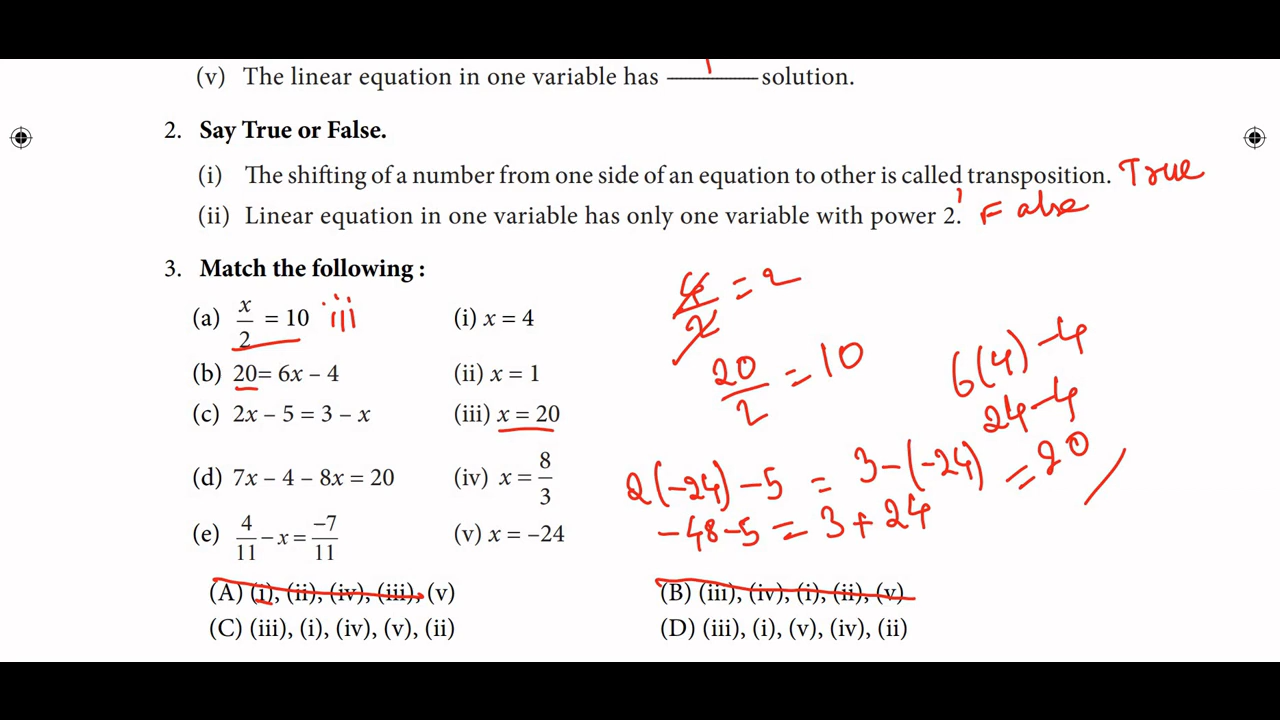 (v) The linear equation in one variable has ——— solution.
2. Say True or False.
(i) The shifting of a number from one side of an equation to other is called transposition. True
(ii) Linear equation in one variable has only one variable with power 2. False
3. Match the following :
(a) x/2 = 10 iii (i) x = 4
(b) 20= 6x – 4 (ii) x = 1
(c) 2x – 5 = 3 – x (iii) x = 20
(d) 7x – 4 – 8x = 20 (iv) x = 8/3
(e) 4/11 – x = –7/11 (v) x = –24
4/2 = 2
20/2 = 10
6(4) – 4
24 – 4
= 20
2(-24) – 5 = 3 – (-24)
-48 – 5 = 3 + 24
(A) (i), (ii), (iv), (iii), (v) (B) (iii), (iv), (i), (ii), (v)
(C) (iii), (i), (iv), (v), (ii) (D) (iii), (i), (v), (iv), (ii)